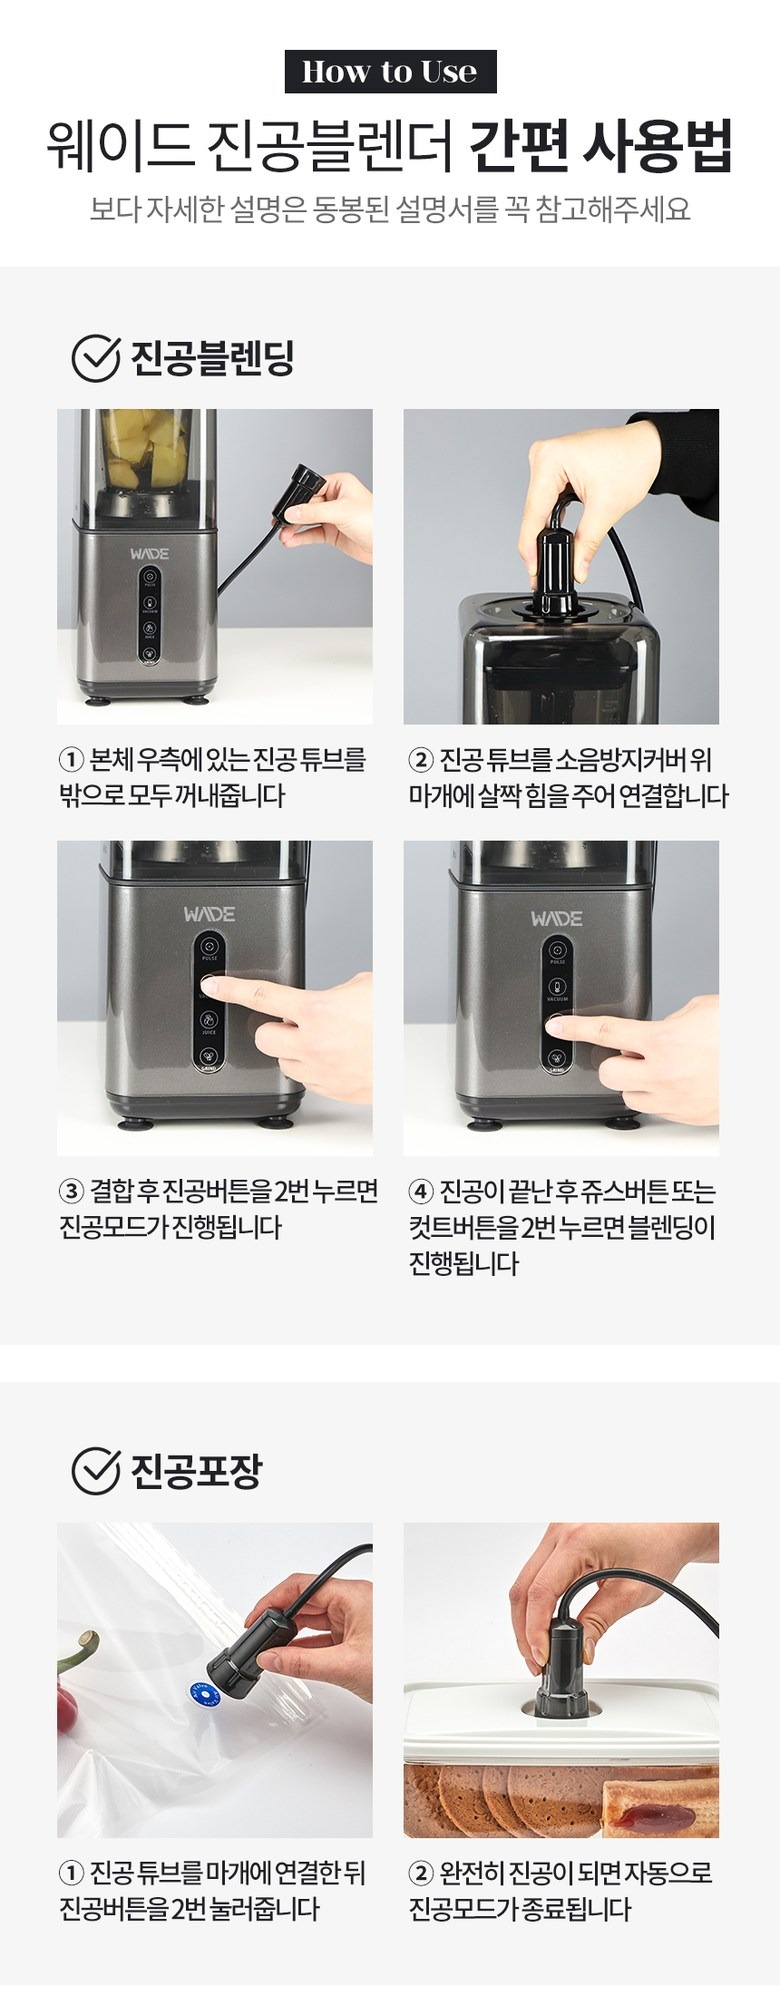 How to Use
웨이드 진공블렌더 간편 사용법
보다 자세한 설명은 동봉된 설명서를 꼭 참고해주세요
진공블렌딩
WADE
PULSE
VACUUM
JUICE
GRIND
① 본체 우측에 있는 진공 튜브를
밖으로 모두 꺼내줍니다
② 진공 튜브를 소음방지커버 위
마개에 살짝 힘을 주어 연결합니다
WADE
PULSE
JUICE
GRIND
WADE
PULSE
VACUUM
GRIND
③ 결합 후 진공버튼을 2번 누르면
진공모드가 진행됩니다
④ 진공이 끝난 후 쥬스버튼 또는
컷트버튼을 2번 누르면 블렌딩이
진행됩니다
진공포장
Air Valve
① 진공 튜브를 마개에 연결한 뒤
진공버튼을 2번 눌러줍니다
② 완전히 진공이 되면 자동으로
진공모드가 종료됩니다